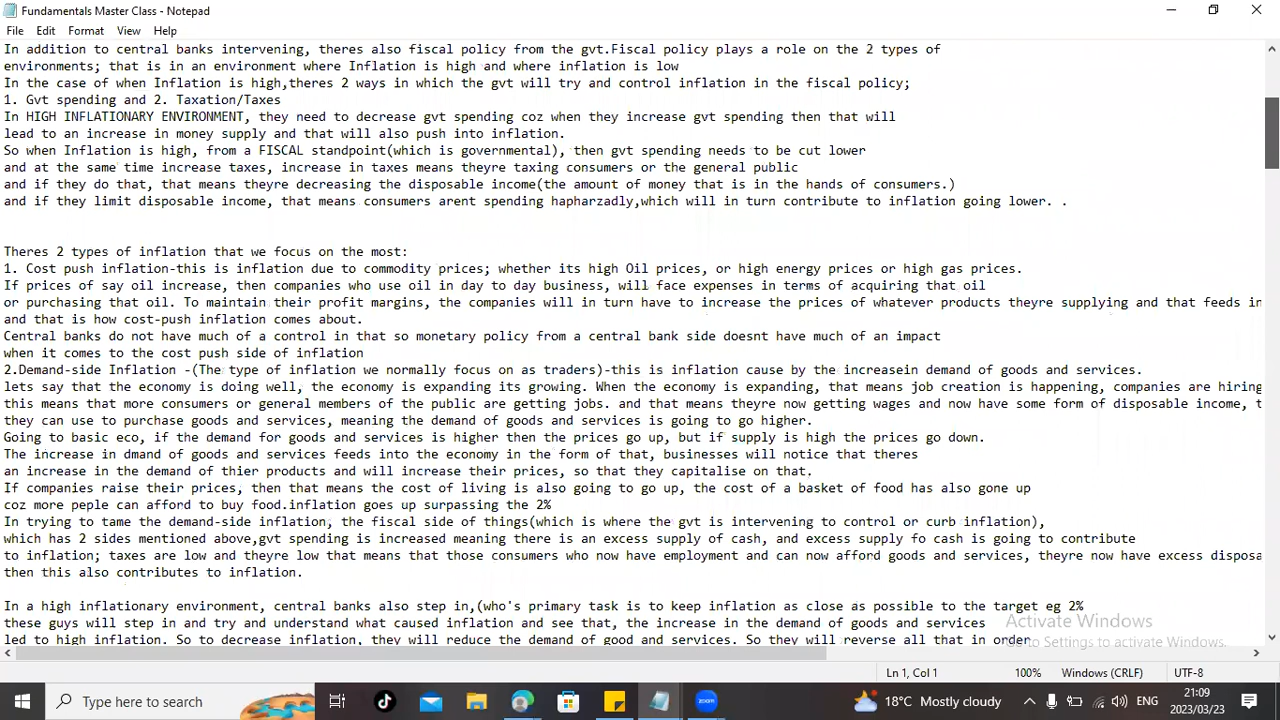 Fundamentals Master Class - Notepad
File Edit Format View Help
In addition to central banks intervening, theres also fiscal policy from the gvt.Fiscal policy plays a role on the 2 types of
environments; that is in an environment where Inflation is high and where inflation is low
In the case of when Inflation is high,theres 2 ways in which the gvt will try and control inflation in the fiscal policy;
1. Gvt spending and 2. Taxation/Taxes
In HIGH INFLATIONARY ENVIRONMENT, they need to decrease gvt spending coz when they increase gvt spending then that will
lead to an increase in money supply and that will also push into inflation.
So when Inflation is high, from a FISCAL standpoint(which is governmental), then gvt spending needs to be cut lower
and at the same time increase taxes, increase in taxes means theyre taxing consumers or the general public
and if they do that, that means theyre decreasing the disposable income(the amount of money that is in the hands of consumers.)
and if they limit disposable income, that means consumers arent spending hapharzadly,which will in turn contribute to inflation going lower. .
Theres 2 types of inflation that we focus on the most:
1. Cost push inflation-this is inflation due to commodity prices; whether its high Oil prices, or high energy prices or high gas prices.
If prices of say oil increase, then companies who use oil in day to day business, will face expenses in terms of acquiring that oil
or purchasing that oil. To maintain their profit margins, the companies will in turn have to increase the prices of whatever products theyre supplying and that feeds in
and that is how cost-push inflation comes about.
Central banks do not have much of a control in that so monetary policy from a central bank side doesnt have much of an impact
when it comes to the cost push side of inflation
2.Demand-side Inflation -(The type of inflation we normally focus on as traders)-this is inflation cause by the increasein demand of goods and services.
lets say that the economy is doing well, the economy is expanding its growing. When the economy is expanding, that means job creation is happening, companies are hiring
this means that more consumers or general members of the public are getting jobs. and that means theyre now getting wages and now have some form of disposable income, t
they can use to purchase goods and services, meaning the demand of goods and services is going to go higher.
Going to basic eco, if the demand for goods and services is higher then the prices go up, but if supply is high the prices go down.
The increase in dmand of goods and services feeds into the economy in the form of that, businesses will notice that theres
an increase in the demand of thier products and will increase their prices, so that they capitalise on that.
If companies raise their prices, then that means the cost of living is also going to go up, the cost of a basket of food has also gone up
coz more peple can afford to buy food.inflation goes up surpassing the 2%
In trying to tame the demand-side inflation, the fiscal side of things(which is where the gvt is intervening to control or curb inflation),
which has 2 sides mentioned above,gvt spending is increased meaning there is an excess supply of cash, and excess supply fo cash is going to contribute
to inflation; taxes are low and theyre low that means that those consumers who now have employment and can now afford goods and services, theyre now have excess disposa
then this also contributes to inflation.
In a high inflationary environment, central banks also step in,(who's primary task is to keep inflation as close as possible to the target eg 2%
these guys will step in and try and understand what caused inflation and see that, the increase in the demand of goods and services
led to high inflation. So to decrease inflation, they will reduce the demand of good and services. So they will reverse all that in order
Activate Windows
Go to Settings to activate Windows.
Ln 1, Col 1 100% Windows (CRLF) UTF-8
Type here to search
zoom
18°C Mostly cloudy
ENG
21:09
2023/03/23